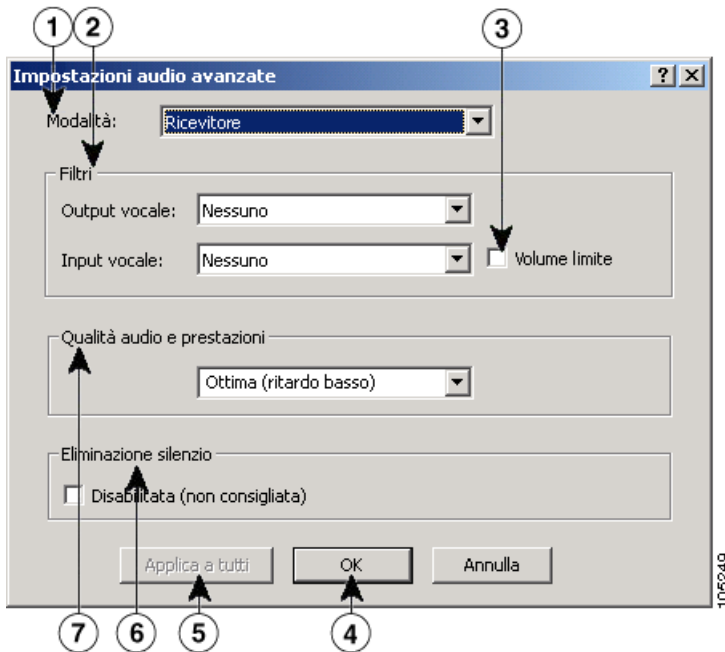 1 2 3
Impostazioni audio avanzate
Modalità: Ricevitore
Filtri
Output vocale: Nessuno
Input vocale: Nessuno Volume limite
Qualità audio e prestazioni
Ottima (ritardo basso)
Eliminazione silenzio
Disabilitata (non consigliata)
Applica a tutti OK Annulla
105249
7 6 5 4